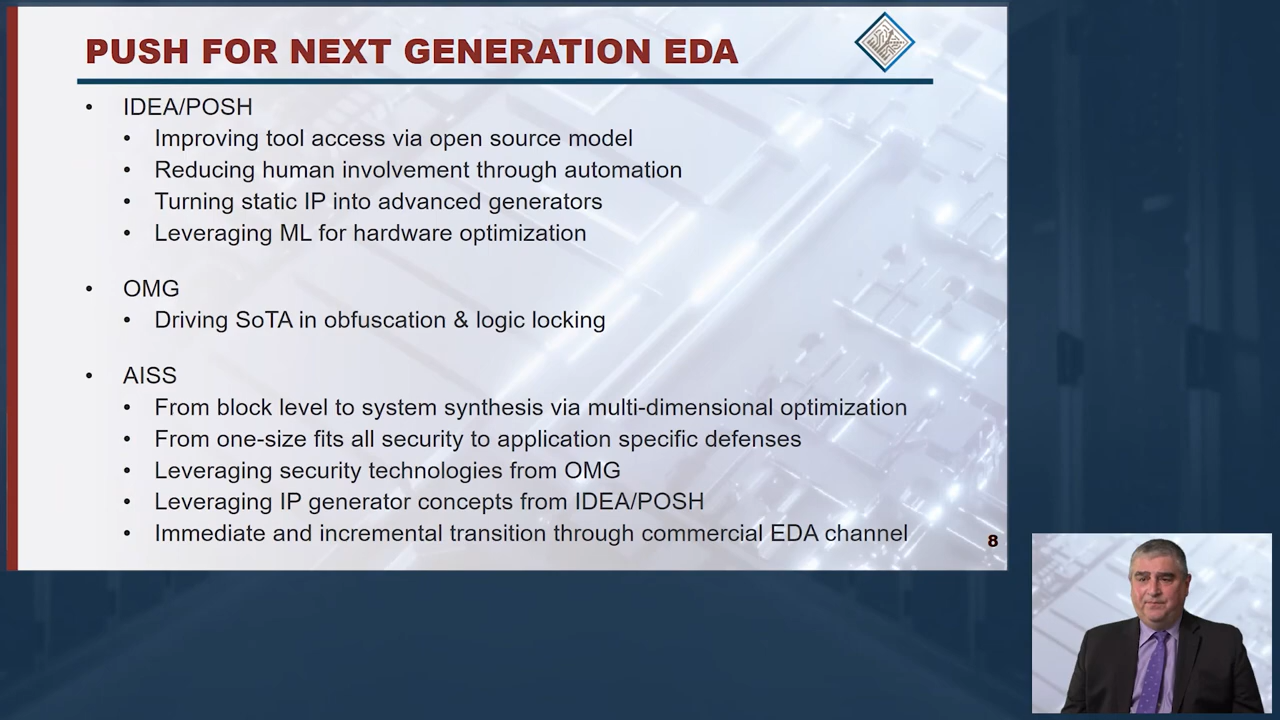 PUSH FOR NEXT GENERATION EDA
• IDEA/POSH
• Improving tool access via open source model
• Reducing human involvement through automation
• Turning static IP into advanced generators
• Leveraging ML for hardware optimization
• OMG
• Driving SoTA in obfuscation & logic locking
• AISS
• From block level to system synthesis via multi-dimensional optimization
• From one-size fits all security to application specific defenses
• Leveraging security technologies from OMG
• Leveraging IP generator concepts from IDEA/POSH
• Immediate and incremental transition through commercial EDA channel
8